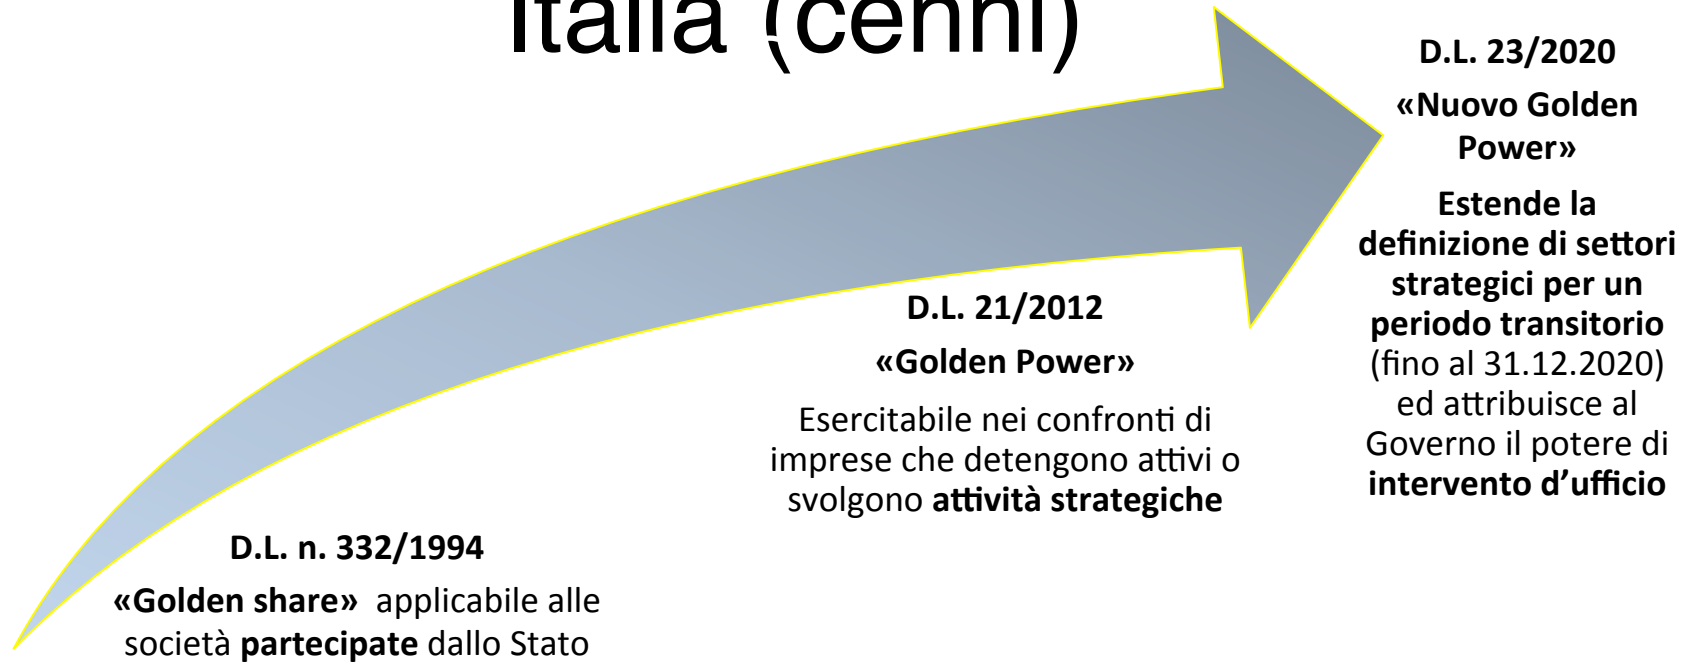 Italia (cenni)
D.L. 23/2020
«Nuovo Golden
Power»
Estende la
definizione di settori
strategici per un
periodo transitorio
(fino al 31.12.2020)
ed attribuisce al
Governo il potere di
intervento d’ufficio
D.L. 21/2012
«Golden Power»
Esercitabile nei confronti di
imprese che detengono attivi o
svolgono attività strategiche
D.L. n. 332/1994
«Golden share» applicabile alle
società partecipate dallo Stato